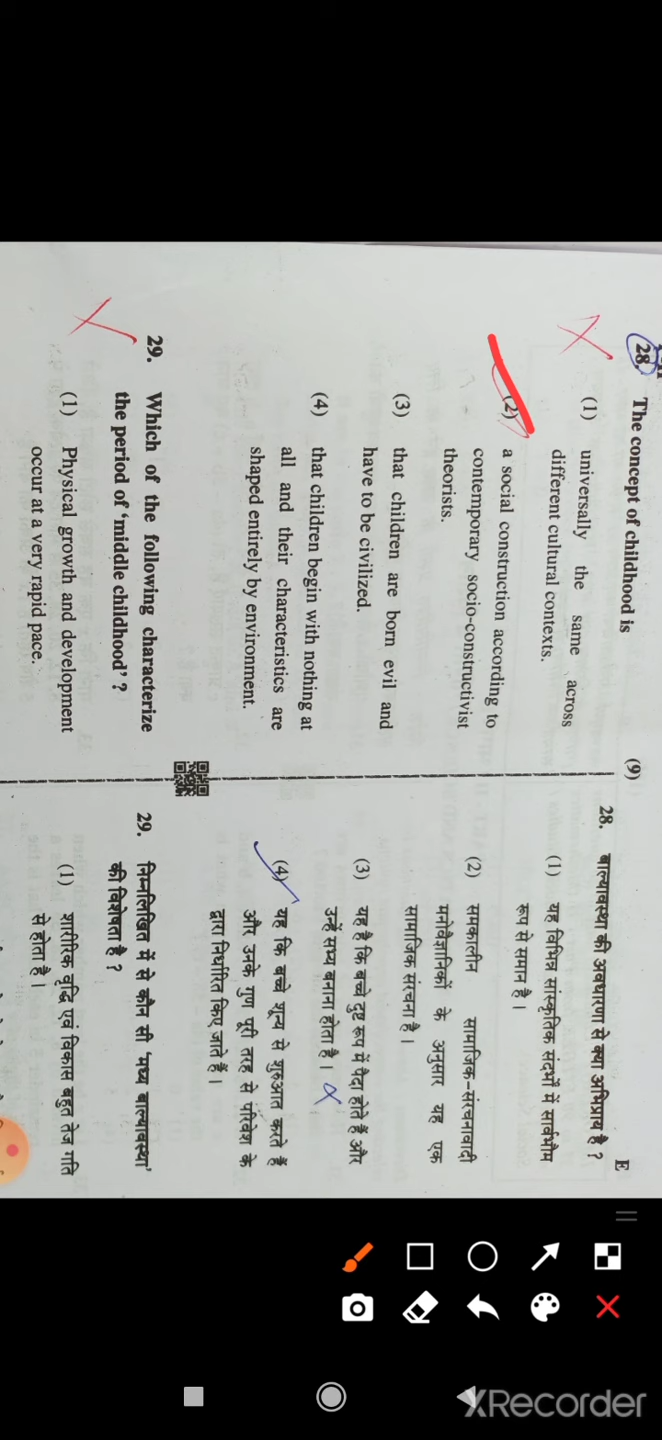 (9)
E
28. The concept of childhood is
(1) universally the same across
different cultural contexts.
(2) a social construction according to
contemporary socio-constructivist
theorists.
(3) that children are born evil and
have to be civilized.
(4) that children begin with nothing at
all and their characteristics are
shaped entirely by environment.
29. Which of the following characterize
the period of ‘middle childhood’ ?
(1) Physical growth and development
occur at a very rapid pace.
28. बाल्यावस्था की अवधारणा से क्या अभिप्राय है ?
(1) यह विभिन्न सांस्कृतिक संदर्भों में सार्वभौम
रूप से समान है ।
(2) समकालीन सामाजिक-संरचनावादी
मनोवैज्ञानिकों के अनुसार यह एक
सामाजिक संरचना है ।
(3) यह है कि बच्चे दुष्ट रूप में पैदा होते हैं और
उन्हें सभ्य बनाना होता है ।
(4) यह कि बच्चे शून्य से शुरुआत करते हैं
और उनके गुण पूरी तरह से परिवेश के
द्वारा निर्धारित किए जाते हैं ।
29. निम्नलिखित में से कौन सी ‘मध्य बाल्यावस्था’
की विशेषता है ?
(1) शारीरिक वृद्धि एवं विकास बहुत तेज गति
से होता है ।
XRecorder